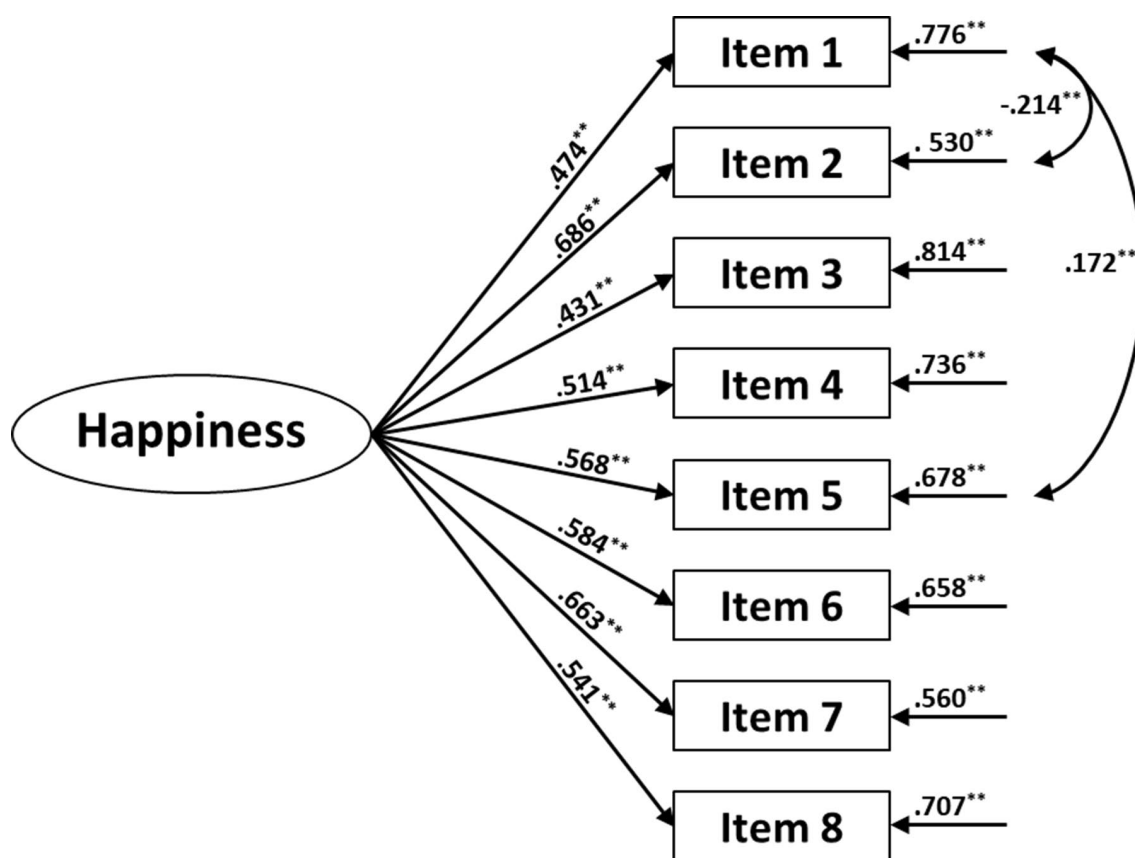 Happiness
.474**
.686**
.431**
.514**
.568**
.584**
.663**
.541**
Item 1
.776**
-.214**
Item 2
. 530**
Item 3
.814**
.172**
Item 4
.736**
Item 5
.678**
Item 6
.658**
Item 7
.560**
Item 8
.707**